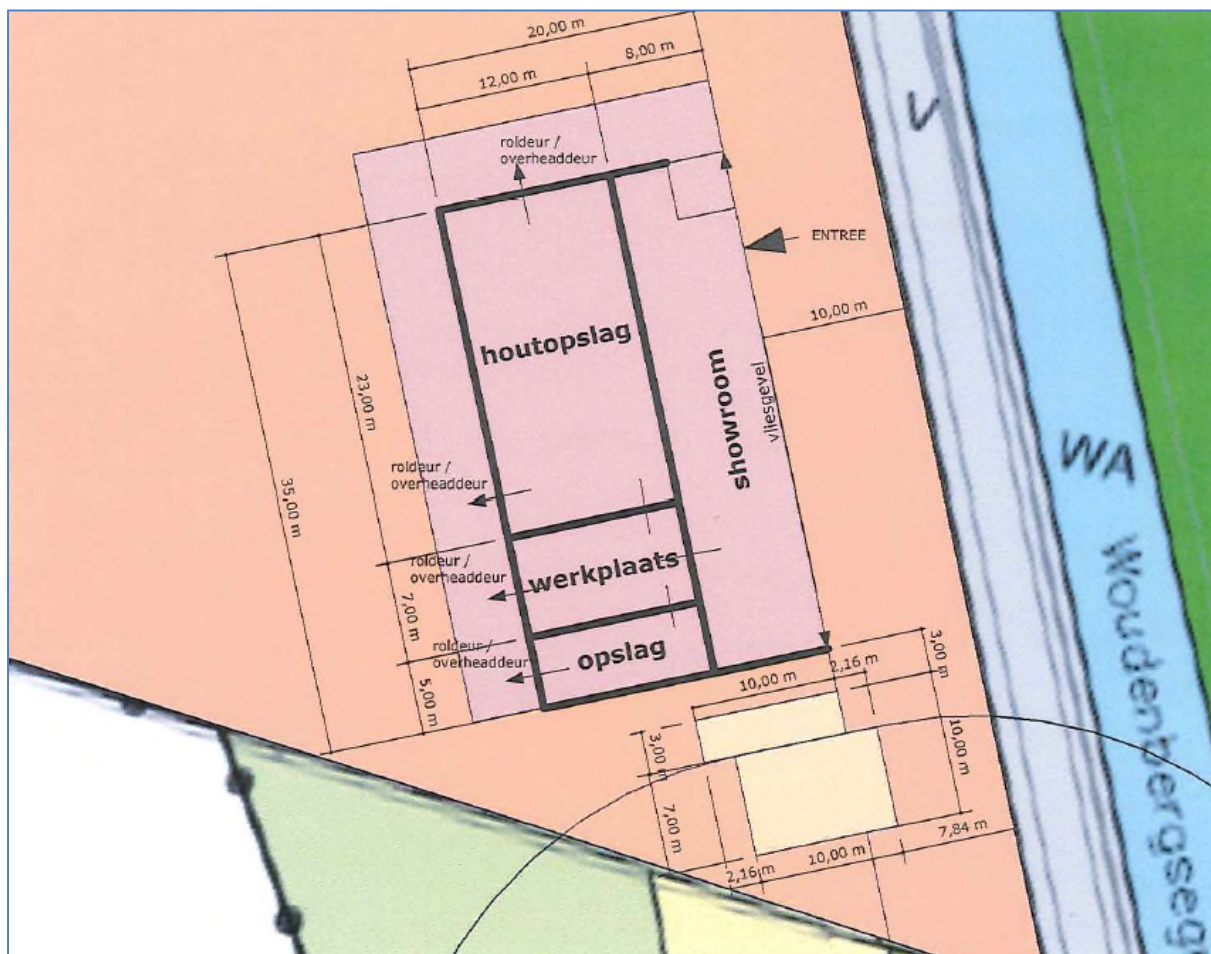 20,00 m
12,00 m
8,00 m
roldeur /
overheaddeur
V
ENTREE
10,00 m
houtopslag
showroom
vliesgevel
23,00 m
35,00 m
WA
Woudenbergseg
roldeur /
overheaddeur
roldeur /
overheaddeur
werkplaats
7,00 m
roldeur /
overheaddeur
opslag
5,00 m
3,00 m
2,16 m
10,00 m
3,00 m
10,00 m
7,00 m
7,84 m
10,00 m
2,16 m